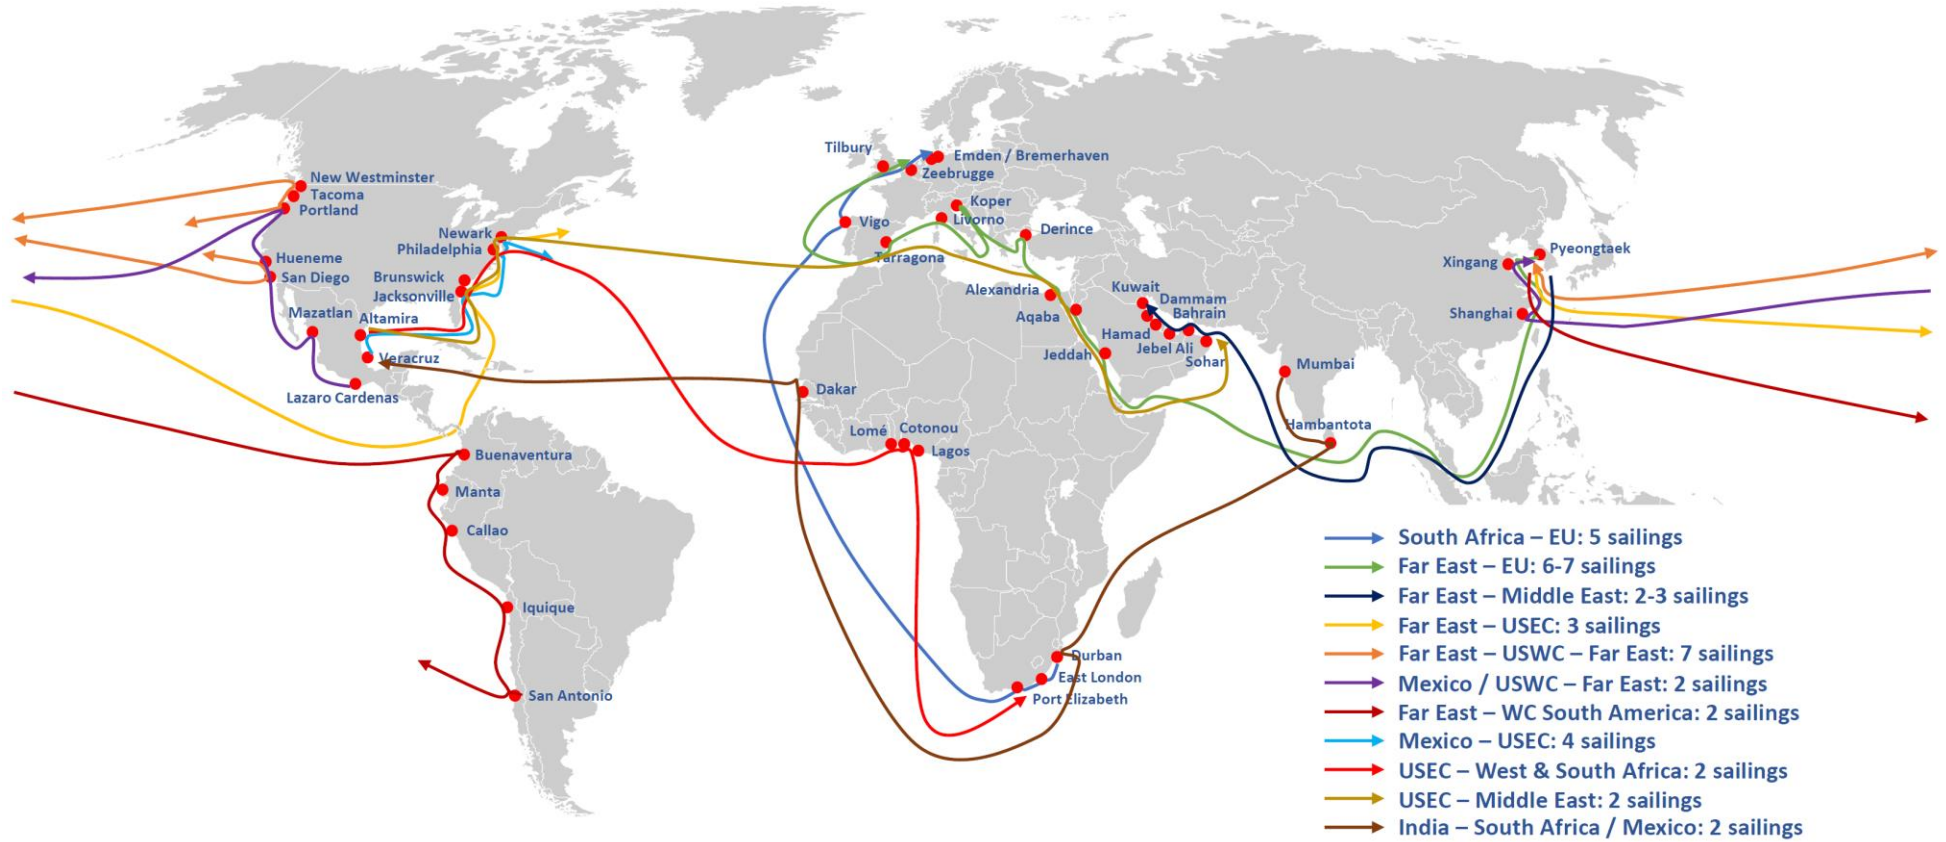 Tilbury
Emden / Bremerhaven
Zeebrugge
New Westminster
Tacoma
Portland
Koper
Livorno
Vigo
Derince
Newark
Philadelphia
Tarragona
Pyeongtaek
Xingang
Hueneme
San Diego
Brunswick
Jacksonville
Alexandria
Aqaba
Kuwait
Dammam
Bahrain
Hamad
Jebel Ali
Sohar
Shanghai
Mazatlan
Altamira
Veracruz
Jeddah
Mumbai
Lazaro Cardenas
Dakar
Hambantota
Lomé
Cotonou
Lagos
Buenaventura
Manta
Callao
Iquique
San Antonio
Durban
East London
Port Elizabeth
South Africa – EU: 5 sailings
Far East – EU: 6-7 sailings
Far East – Middle East: 2-3 sailings
Far East – USEC: 3 sailings
Far East – USWC – Far East: 7 sailings
Mexico / USWC – Far East: 2 sailings
Far East – WC South America: 2 sailings
Mexico – USEC: 4 sailings
USEC – West & South Africa: 2 sailings
USEC – Middle East: 2 sailings
India – South Africa / Mexico: 2 sailings